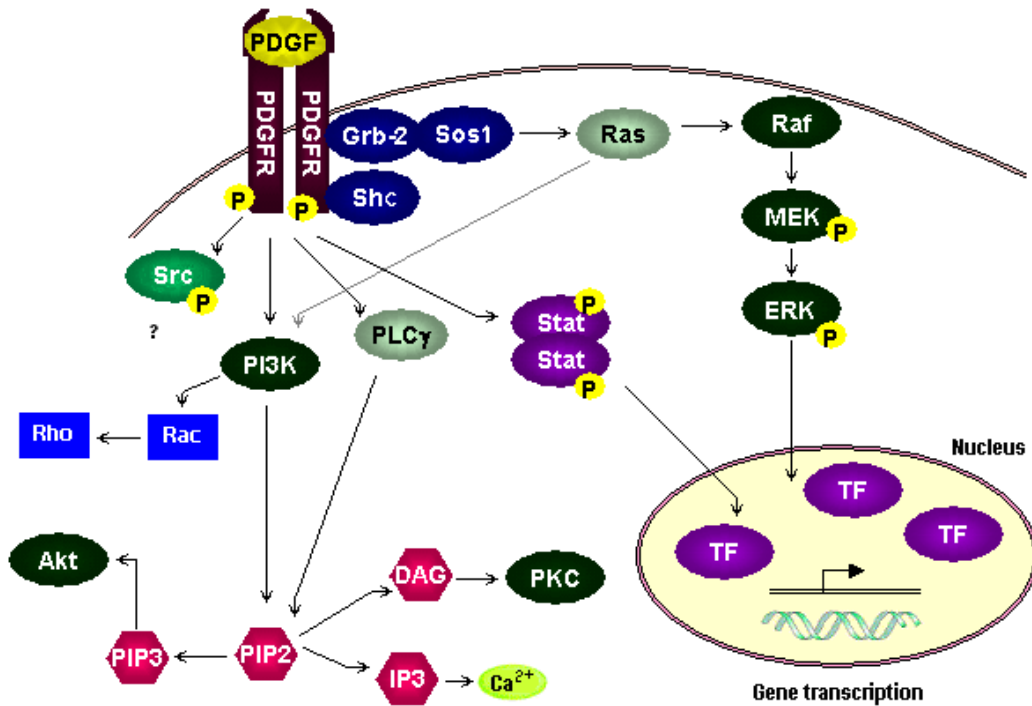 PDGF
PDGFR
PDGFR
Grb-2
Sos1
Ras
Raf
Shc
P
P
MEK
P
Src
P
?
P
Stat
Stat
P
ERK
P
PLCγ
PI3K
Rho
Rac
Nucleus
TF
TF
TF
Akt
DAG
PKC
PIP3
PIP2
IP3
Ca²⁺
Gene transcription